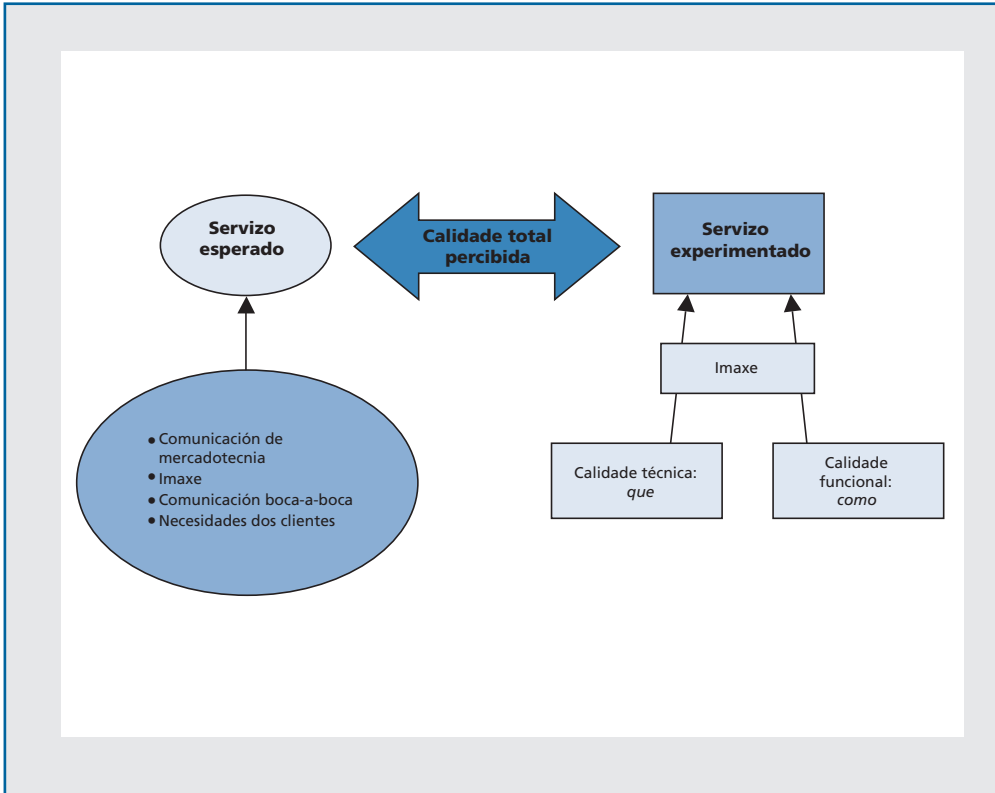 Servizo
esperado
Calidade total
percibida
Servizo
experimentado
Imaxe
• Comunicación de
mercadotecnia
• Imaxe
• Comunicación boca-a-boca
• Necesidades dos clientes
Calidade técnica:
que
Calidade
funcional:
como